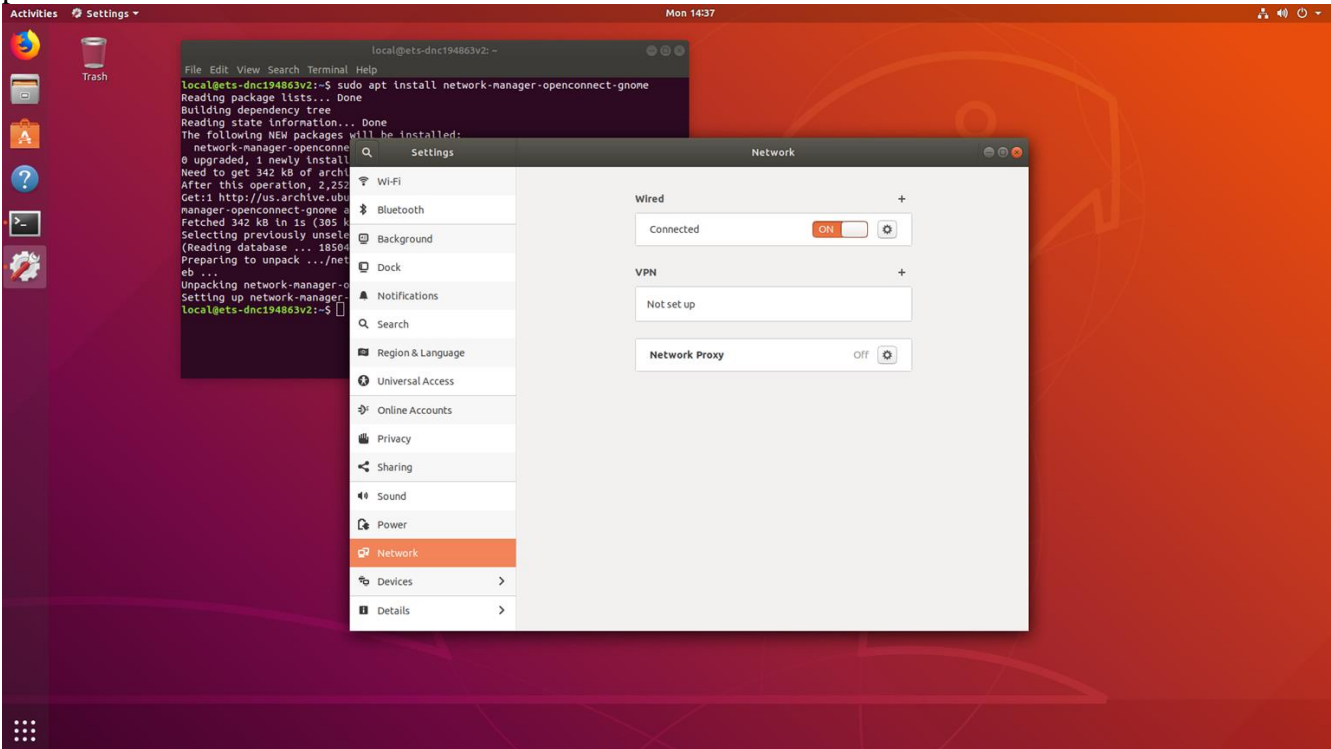 Activities Settings Mon 14:37
Trash
local@ets-dnc194863v2: ~
File Edit View Search Terminal Help
local@ets-dnc194863v2:~$ sudo apt install network-manager-openconnect-gnome
Reading package lists... Done
Building dependency tree
Reading state information... Done
The following NEW packages will be installed:
network-manager-openconne
0 upgraded, 1 newly install
Need to get 342 kB of archi
After this operation, 2,252
Get:1 http://us.archive.ubu
manager-openconnect-gnome a
Fetched 342 kB in 1s (305 k
Selecting previously unsele
(Reading database ... 18504
Preparing to unpack .../net
eb ...
Unpacking network-manager-o
Setting up network-manager-
local@ets-dnc194863v2:~$
Settings
Wi-Fi
Bluetooth
Background
Dock
Notifications
Search
Region & Language
Universal Access
Online Accounts
Privacy
Sharing
Sound
Power
Network
Devices
Details
Network
Wired +
Connected ON
VPN +
Not set up
Network Proxy Off